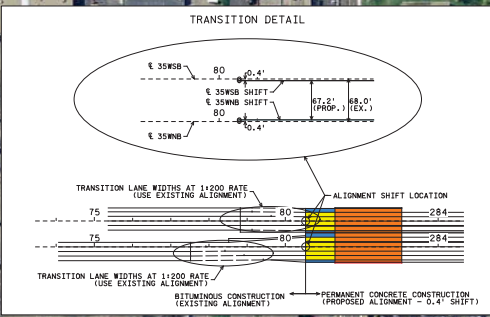 TRANSITION DETAIL
℄ 35WSB
80
0.4'
℄ 35WSB SHIFT
℄ 35WNB SHIFT
80
67.2'
(PROP.)
68.0'
(EX.)
0.4'
℄ 35WNB
TRANSITION LANE WIDTHS AT 1:200 RATE
(USE EXISTING ALIGNMENT)
ALIGNMENT SHIFT LOCATION
75
80
284
75
80
284
TRANSITION LANE WIDTHS AT 1:200 RATE
(USE EXISTING ALIGNMENT)
BITUMINOUS CONSTRUCTION
(EXISTING ALIGNMENT)
PERMANENT CONCRETE CONSTRUCTION
(PROPOSED ALIGNMENT - 0.4' SHIFT)